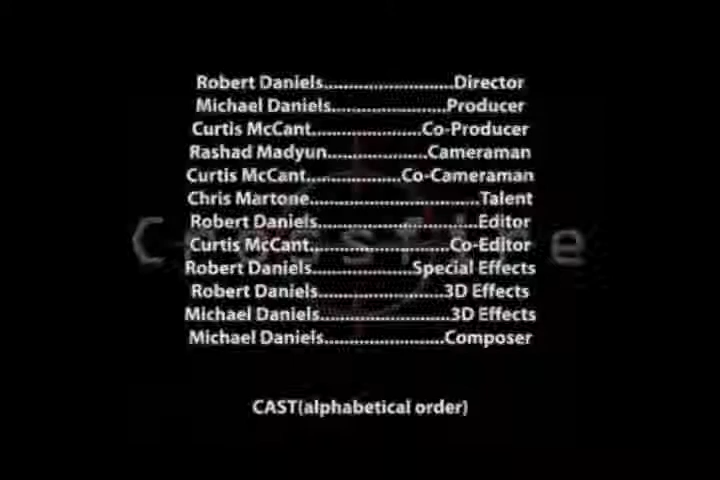 Robert Daniels..........................Director
Michael Daniels.......................Producer
Curtis McCant......................Co-Producer
Rashad Madyun....................Cameraman
Curtis McCant...................Co-Cameraman
Chris Martone..................................Talent
Robert Daniels................................Editor
Curtis McCant............................Co-Editor
Robert Daniels....................Special Effects
Robert Daniels.........................3D Effects
Michael Daniels..........................3D Effects
Michael Daniels........................Composer
Crossfire
CAST(alphabetical order)